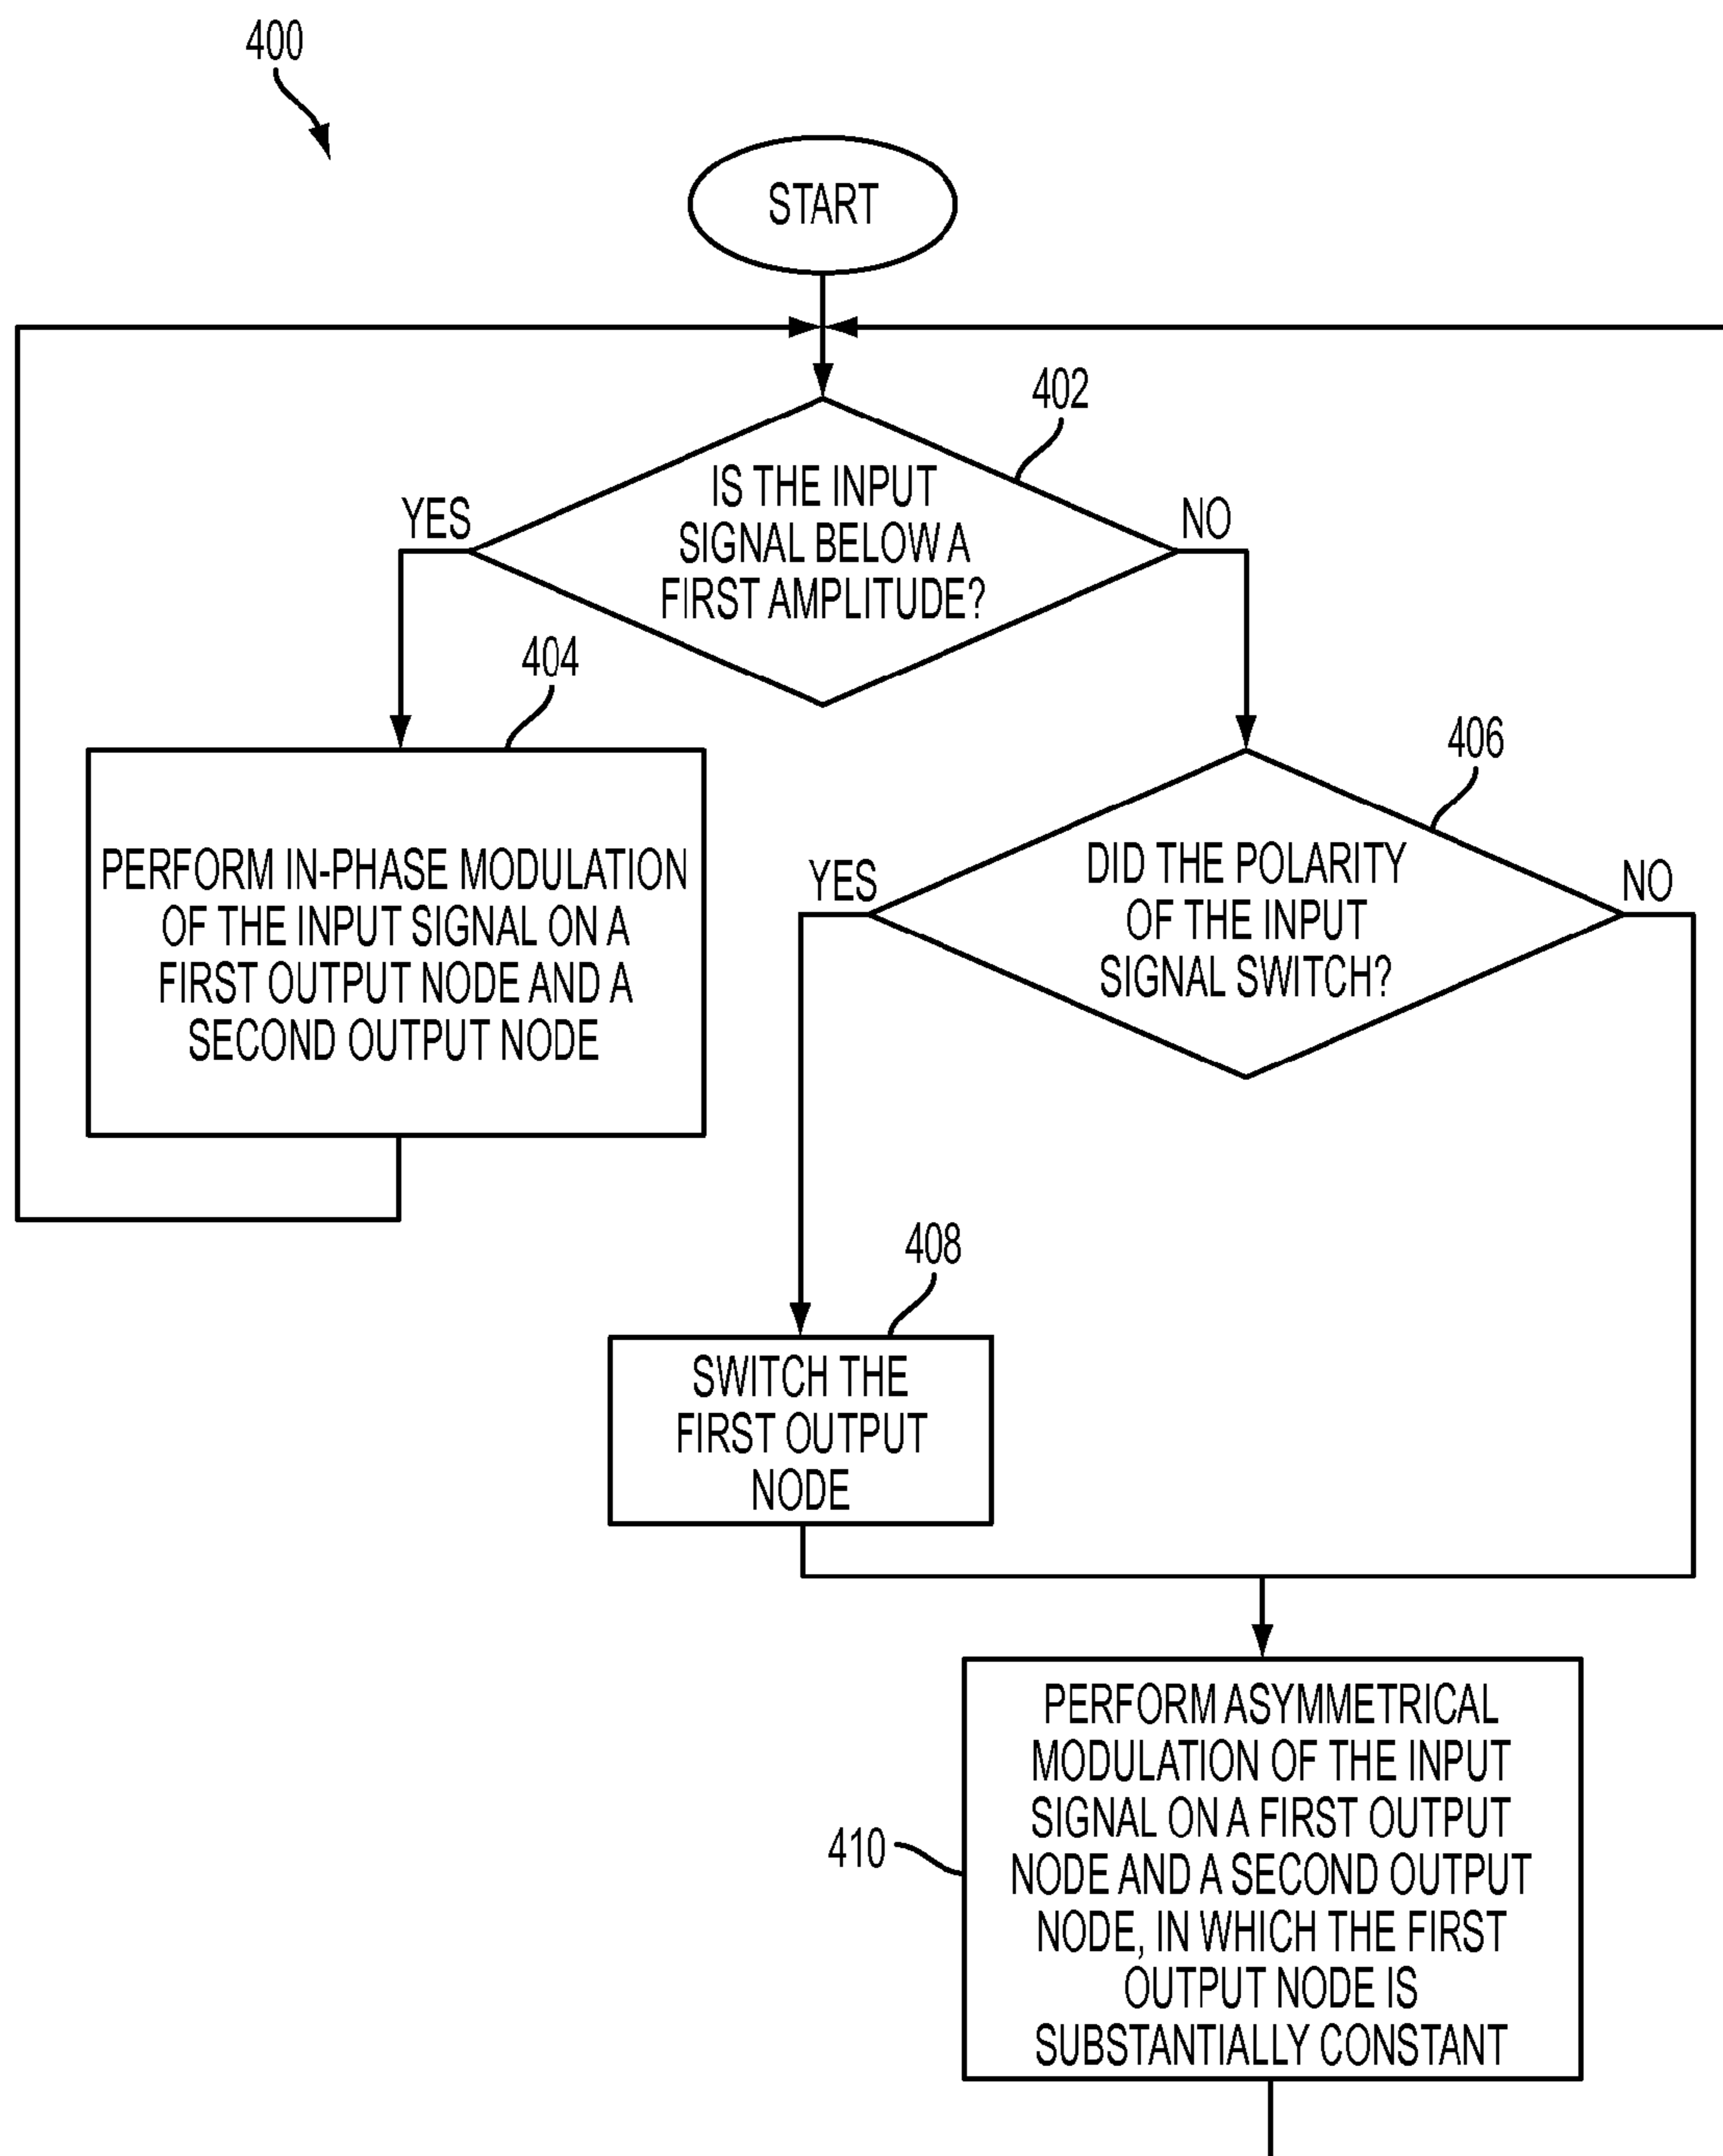 400
START
402
IS THE INPUT
SIGNAL BELOW A
FIRST AMPLITUDE?
YES
NO
404
PERFORM IN-PHASE MODULATION
OF THE INPUT SIGNAL ON A
FIRST OUTPUT NODE AND A
SECOND OUTPUT NODE
406
DID THE POLARITY
OF THE INPUT
SIGNAL SWITCH?
YES
NO
408
SWITCH THE
FIRST OUTPUT
NODE
410
PERFORM ASYMMETRICAL
MODULATION OF THE INPUT
SIGNAL ON A FIRST OUTPUT
NODE AND A SECOND OUTPUT
NODE, IN WHICH THE FIRST
OUTPUT NODE IS
SUBSTANTIALLY CONSTANT